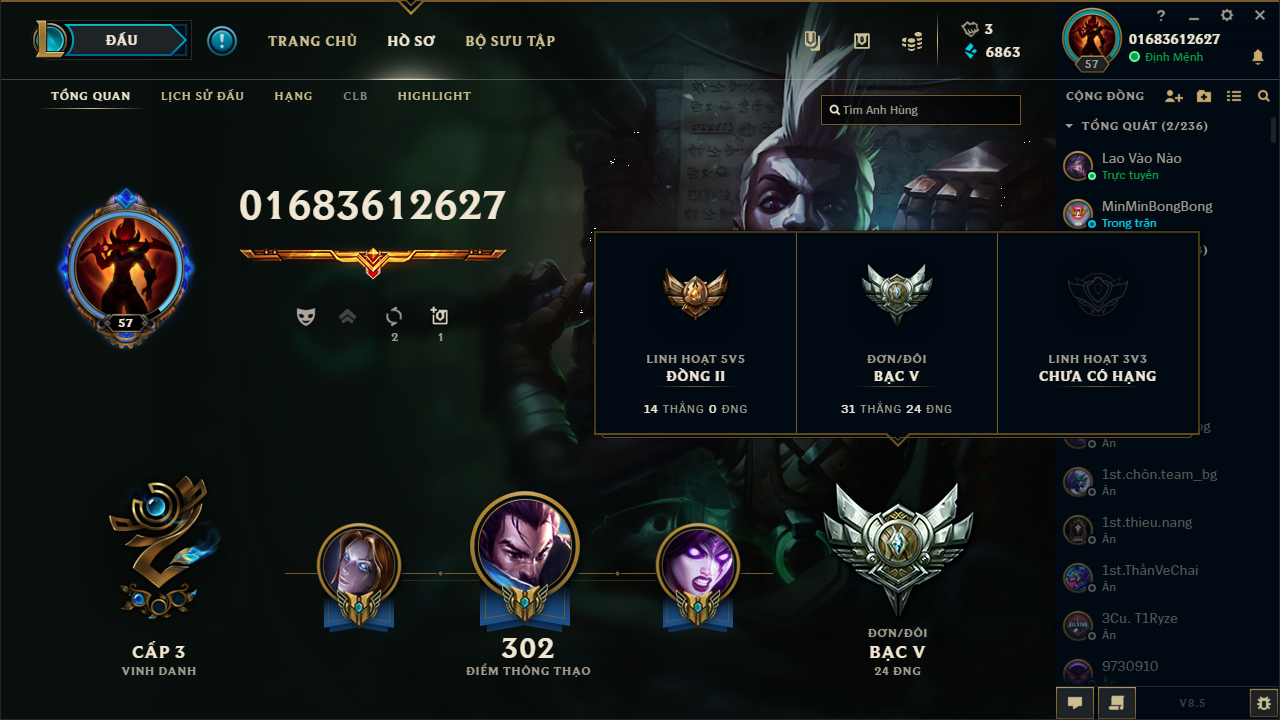 ĐẤU
TRANG CHỦ
HỒ SƠ
BỘ SƯU TẬP
3
6863
57
01683612627
Định Mệnh
TỔNG QUAN
LỊCH SỬ ĐẤU
HẠNG
CLB
HIGHLIGHT
Tìm Anh Hùng
CỘNG ĐỒNG
TỔNG QUÁT (2/236)
Lao Vào Nào
Trực tuyến
MinMinBongBong
Trong trận
01683612627
57
2
1
LINH HOẠT 5V5
ĐỒNG II
14 THẮNG 0 ĐNG
ĐƠN/ĐÔI
BẠC V
31 THẮNG 24 ĐNG
LINH HOẠT 3V3
CHƯA CÓ HẠNG
Ẩn
1st.chôn.team_bg
Ẩn
1st.thieu.nang
Ẩn
1st.ThằnVeChai
Ẩn
3Cu. T1Ryze
Ẩn
9730910
Ẩn
CẤP 3
VINH DANH
302
ĐIỂM THÔNG THẠO
ĐƠN/ĐÔI
BẠC V
24 ĐNG
V8.5